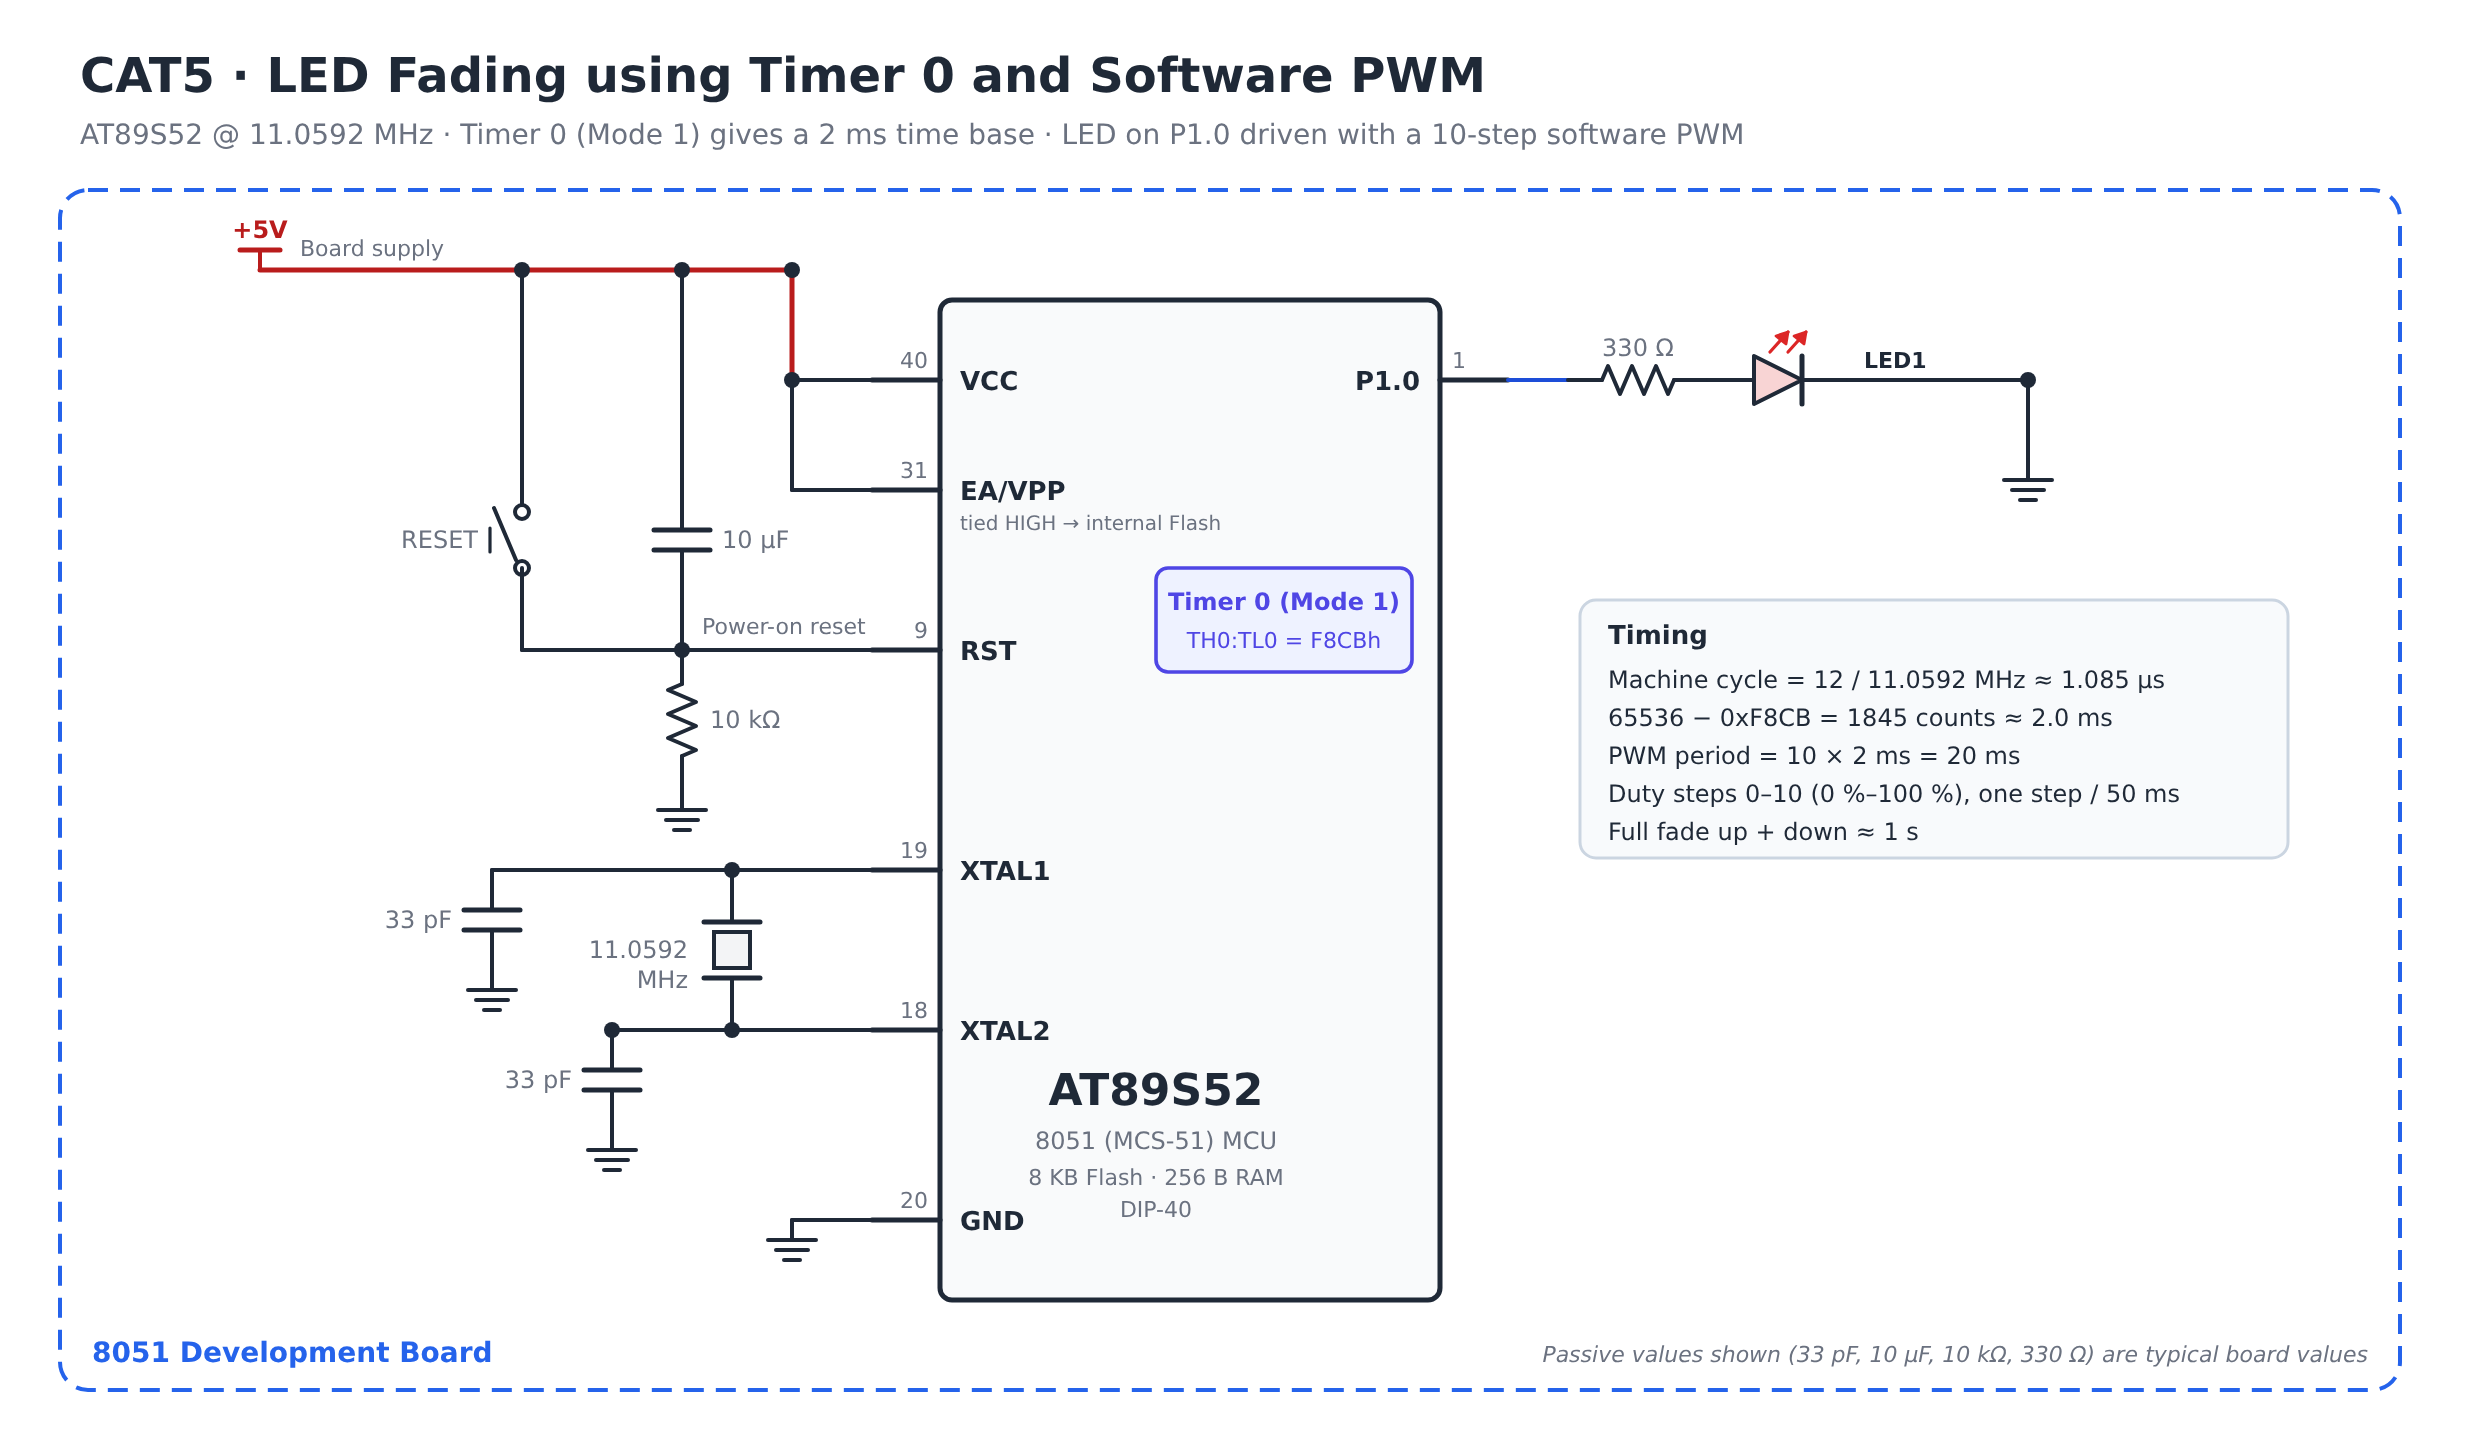 CAT5 · LED Fading using Timer 0 and Software PWM
AT89S52 @ 11.0592 MHz · Timer 0 (Mode 1) gives a 2 ms time base · LED on P1.0 driven with a 10-step software PWM
+5V
Board supply
40
VCC
P1.0
1
330 Ω
LED1
31
EA/VPP
tied HIGH → internal Flash
RESET
10 µF
Timer 0 (Mode 1)
TH0:TL0 = F8CBh
Power-on reset
9
RST
10 kΩ
Timing
Machine cycle = 12 / 11.0592 MHz ≈ 1.085 µs
65536 − 0xF8CB = 1845 counts ≈ 2.0 ms
PWM period = 10 × 2 ms = 20 ms
Duty steps 0–10 (0 %–100 %), one step / 50 ms
Full fade up + down ≈ 1 s
19
XTAL1
33 pF
11.0592
MHz
18
XTAL2
33 pF
AT89S52
8051 (MCS-51) MCU
8 KB Flash · 256 B RAM
DIP-40
20
GND
8051 Development Board
Passive values shown (33 pF, 10 µF, 10 kΩ, 330 Ω) are typical board values